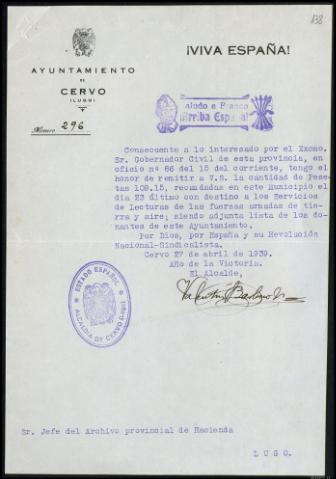 138
¡VIVA ESPAÑA!
AYUNTAMIENTO
DE
CERVO
(LUGO)
Número 296
Saludo a Franco
¡Arriba España!
Consecuente a lo interesado por el Excmo.
Sr. Gobernador Civil de esta provincia, en
oficio nº 86 del 15 del corriente, tengo el
honor de remitir a V.S. la cantidad de Pese-
tas 109.15, recaudadas en este Municipio el
dia 23 último con destino a los Servicios
de Lecturas de las fuerzas armadas de tie-
rra y aire; siendo adjunta lista de los do-
nantes de este Ayuntamiento.
Por Dios, por España y su Revolución
Nacional-Sindicalista.
Cervo 27 de abril de 1939.
Año de la Victoria.
El Alcalde,
ESTADO ESPAÑOL
ALCALDIA DE CERVO (Lugo)
Sr. Jefe del Archivo provincial de Hacienda
LUGO.